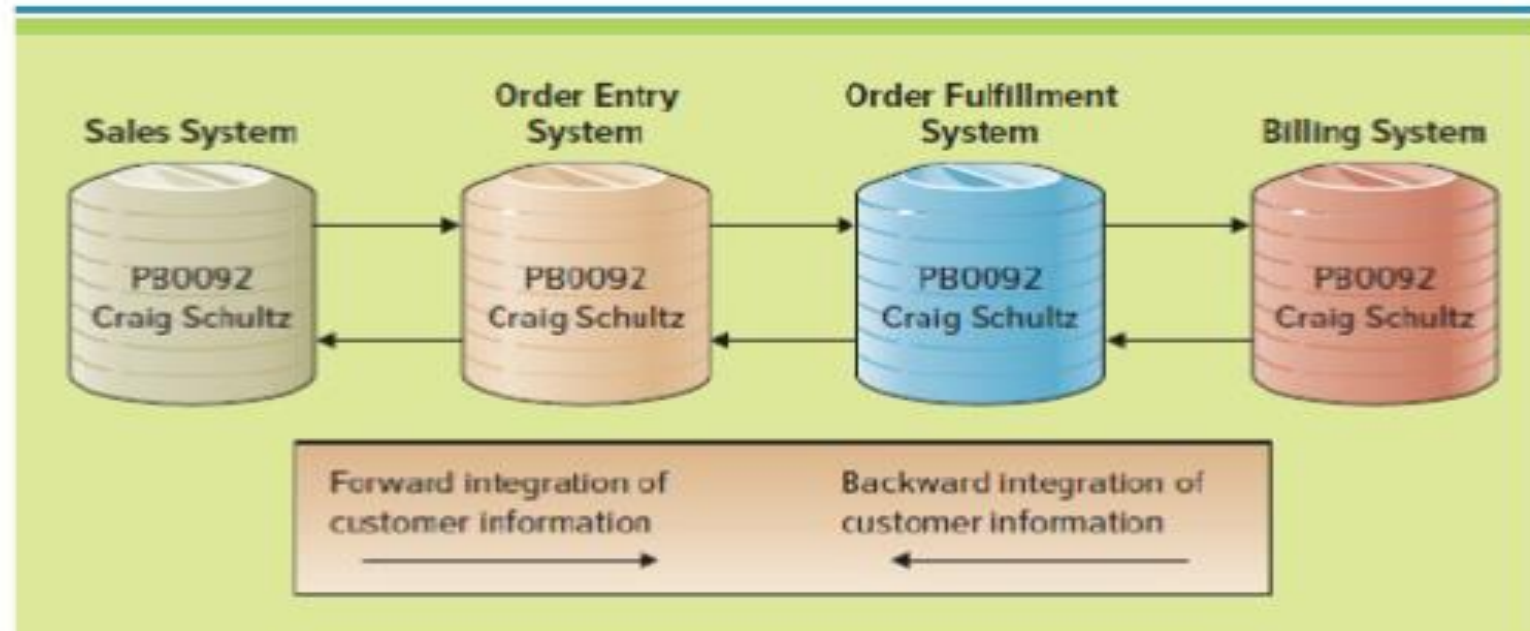 Sales System
Order Entry
System
Order Fulfillment
System
Billing System
PB0092
Craig Schultz
PB0092
Craig Schultz
PB0092
Craig Schultz
PB0092
Craig Schultz
Forward integration of
customer information
Backward integration of
customer information